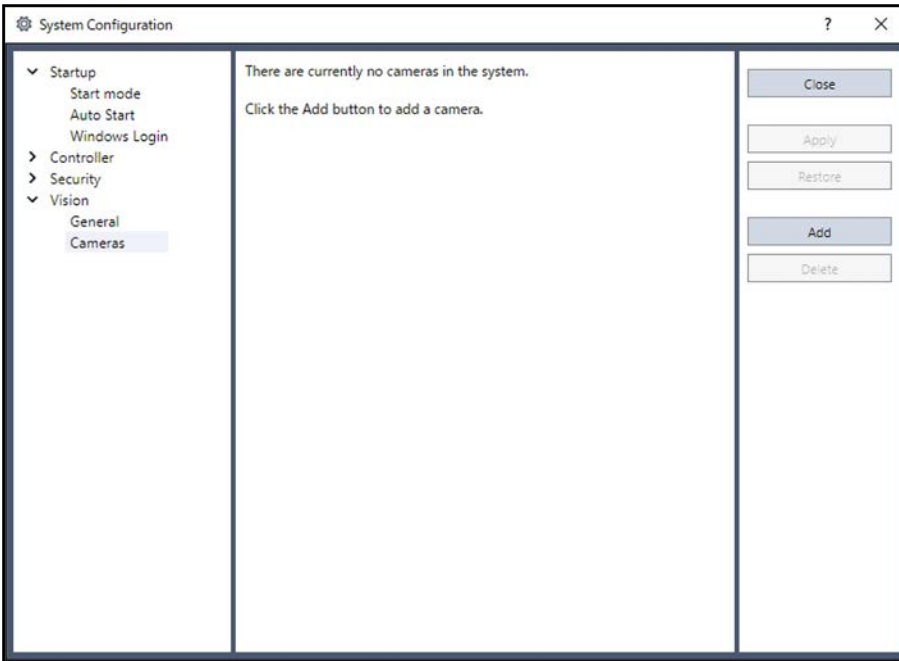 System Configuration
?
Startup
Start mode
Auto Start
Windows Login
Controller
Security
Vision
General
Cameras
There are currently no cameras in the system.
Click the Add button to add a camera.
Close
Apply
Restore
Add
Delete